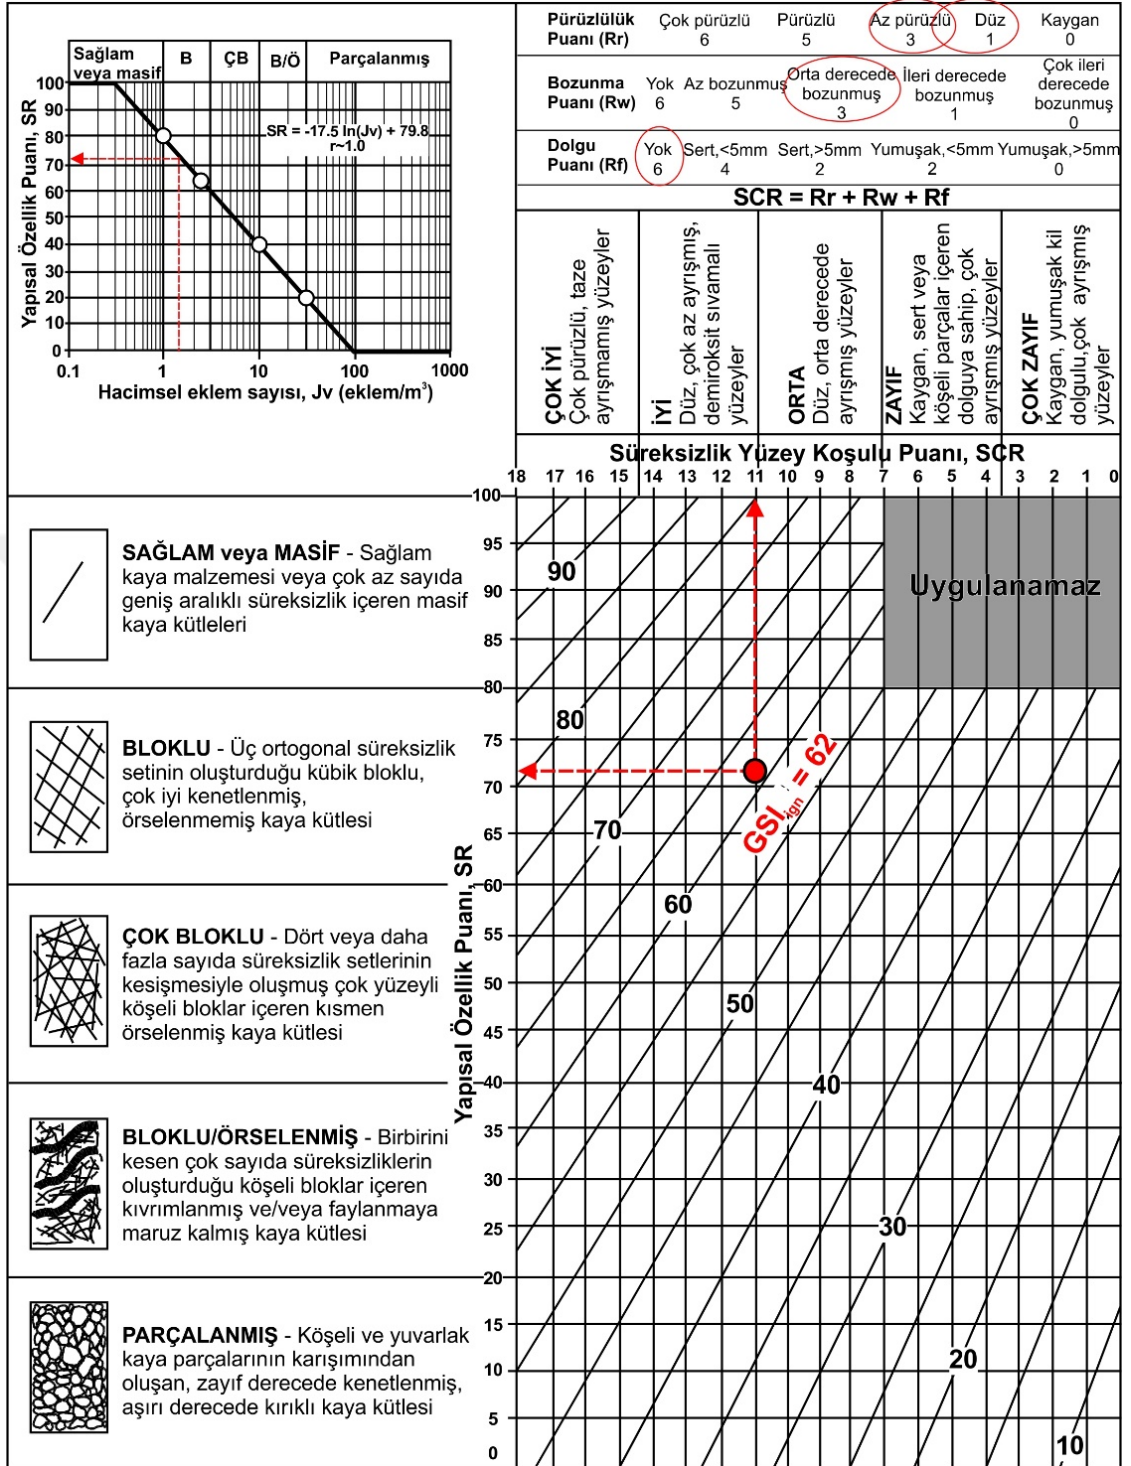 Sağlam
veya masif
B
ÇB
B/Ö
Parçalanmış
SR = -17.5 ln(Jv) + 79.8
r~1.0
Yapısal Özellik Puanı, SR
100
90
80
70
60
50
40
30
20
10
0
0.1 1 10 100 1000
Hacimsel eklem sayısı, Jv (eklem/m³)
Pürüzlülük Puanı (Rr)
Çok pürüzlü 6
Pürüzlü 5
Az pürüzlü 3
Düz 1
Kaygan 0
Bozunma Puanı (Rw)
Yok 6
Az bozunmuş 5
Orta derecede bozunmuş 3
İleri derecede bozunmuş 1
Çok ileri derecede bozunmuş 0
Dolgu Puanı (Rf)
Yok 6
Sert,<5mm 4
Sert,>5mm 2
Yumuşak,<5mm 2
Yumuşak,>5mm 0
SCR = Rr + Rw + Rf
ÇOK İYİ
Çok pürüzlü, taze
ayrışmamış yüzeyler
İYİ
Düz, çok az ayrışmış,
demiroksit sıvamalı
yüzeyler
ORTA
Düz, orta derecede
ayrışmış yüzeyler
ZAYIF
Kaygan, sert veya
köşeli parçalar içeren
dolguya sahip, çok
ayrışmış yüzeyler
ÇOK ZAYIF
Kaygan, yumuşak kil
dolgulu,çok ayrışmış
yüzeyler
Süreksizlik Yüzey Koşulu Puanı, SCR
18 17 16 15 14 13 12 11 10 9 8 7 6 5 4 3 2 1 0
SAĞLAM veya MASİF - Sağlam
kaya malzemesi veya çok az sayıda
geniş aralıklı süreksizlik içeren masif
kaya kütleleri
BLOKLU - Üç ortogonal süreksizlik
setinin oluşturduğu kübik bloklu,
çok iyi kenetlenmiş,
örselenmemiş kaya kütlesi
ÇOK BLOKLU - Dört veya daha
fazla sayıda süreksizlik setlerinin
kesişmesiyle oluşmuş çok yüzeyli
köşeli bloklar içeren kısmen
örselenmiş kaya kütlesi
BLOKLU/ÖRSELENMİŞ - Birbirini
kesen çok sayıda süreksizliklerin
oluşturduğu köşeli bloklar içeren
kıvrımlanmış ve/veya faylanmaya
maruz kalmış kaya kütlesi
PARÇALANMIŞ - Köşeli ve yuvarlak
kaya parçalarının karışımından
oluşan, zayıf derecede kenetlenmiş,
aşırı derecede kırıklı kaya kütlesi
Yapısal Özellik Puanı, SR
100
95
90
85
80
75
70
65
60
55
50
45
40
35
30
25
20
15
10
5
0
Uygulanamaz
90
80
70
60
50
40
30
20
10
GSI ign = 62